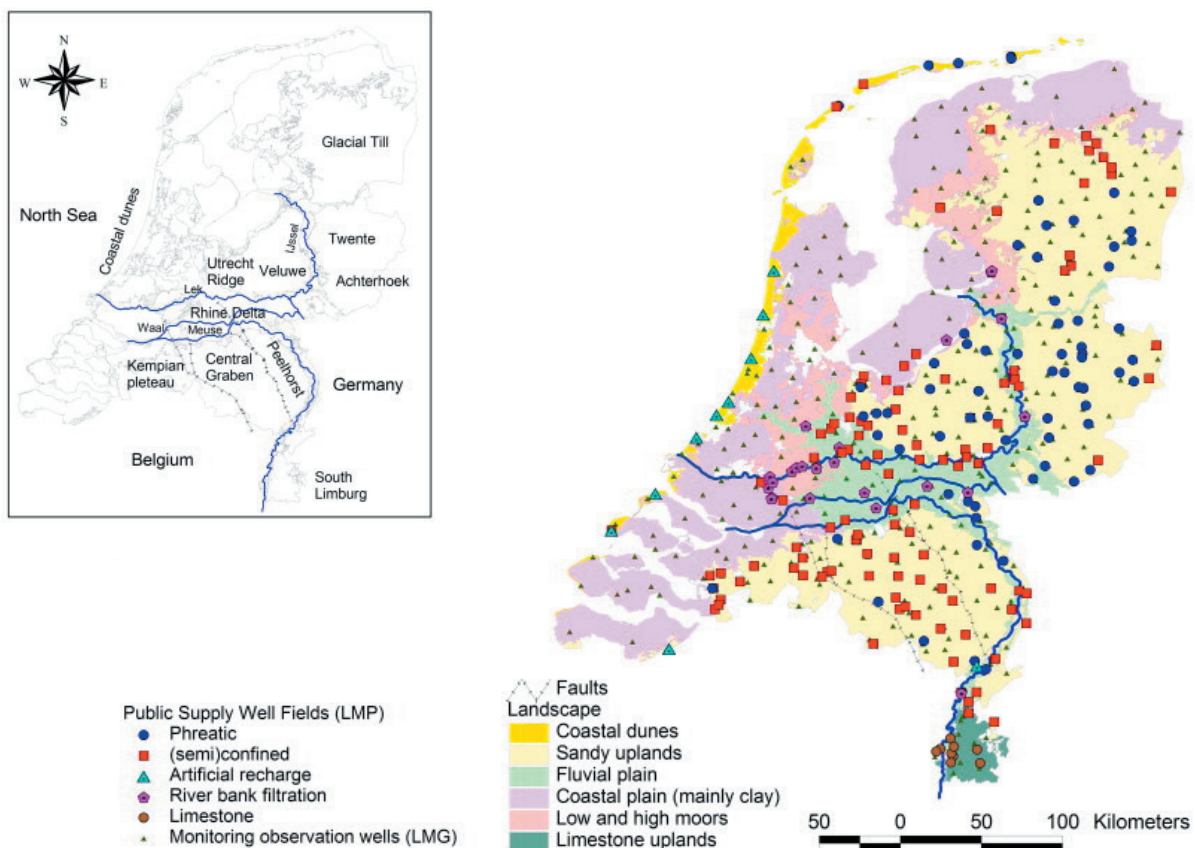 N
W E
S
Glacial Till
North Sea
Coastal dunes
IJssel
Twente
Utrecht
Ridge
Veluwe
Achterhoek
Lek
Rhine Delta
Waal
Meuse
Kempian
pleteau
Central
Graben
Peelhorst
Germany
Belgium
South
Limburg
Public Supply Well Fields (LMP)
Phreatic
(semi)confined
Artificial recharge
River bank filtration
Limestone
Monitoring observation wells (LMG)
Faults
Landscape
Coastal dunes
Sandy uplands
Fluvial plain
Coastal plain (mainly clay)
Low and high moors
Limestone uplands
50 0 50 100 Kilometers